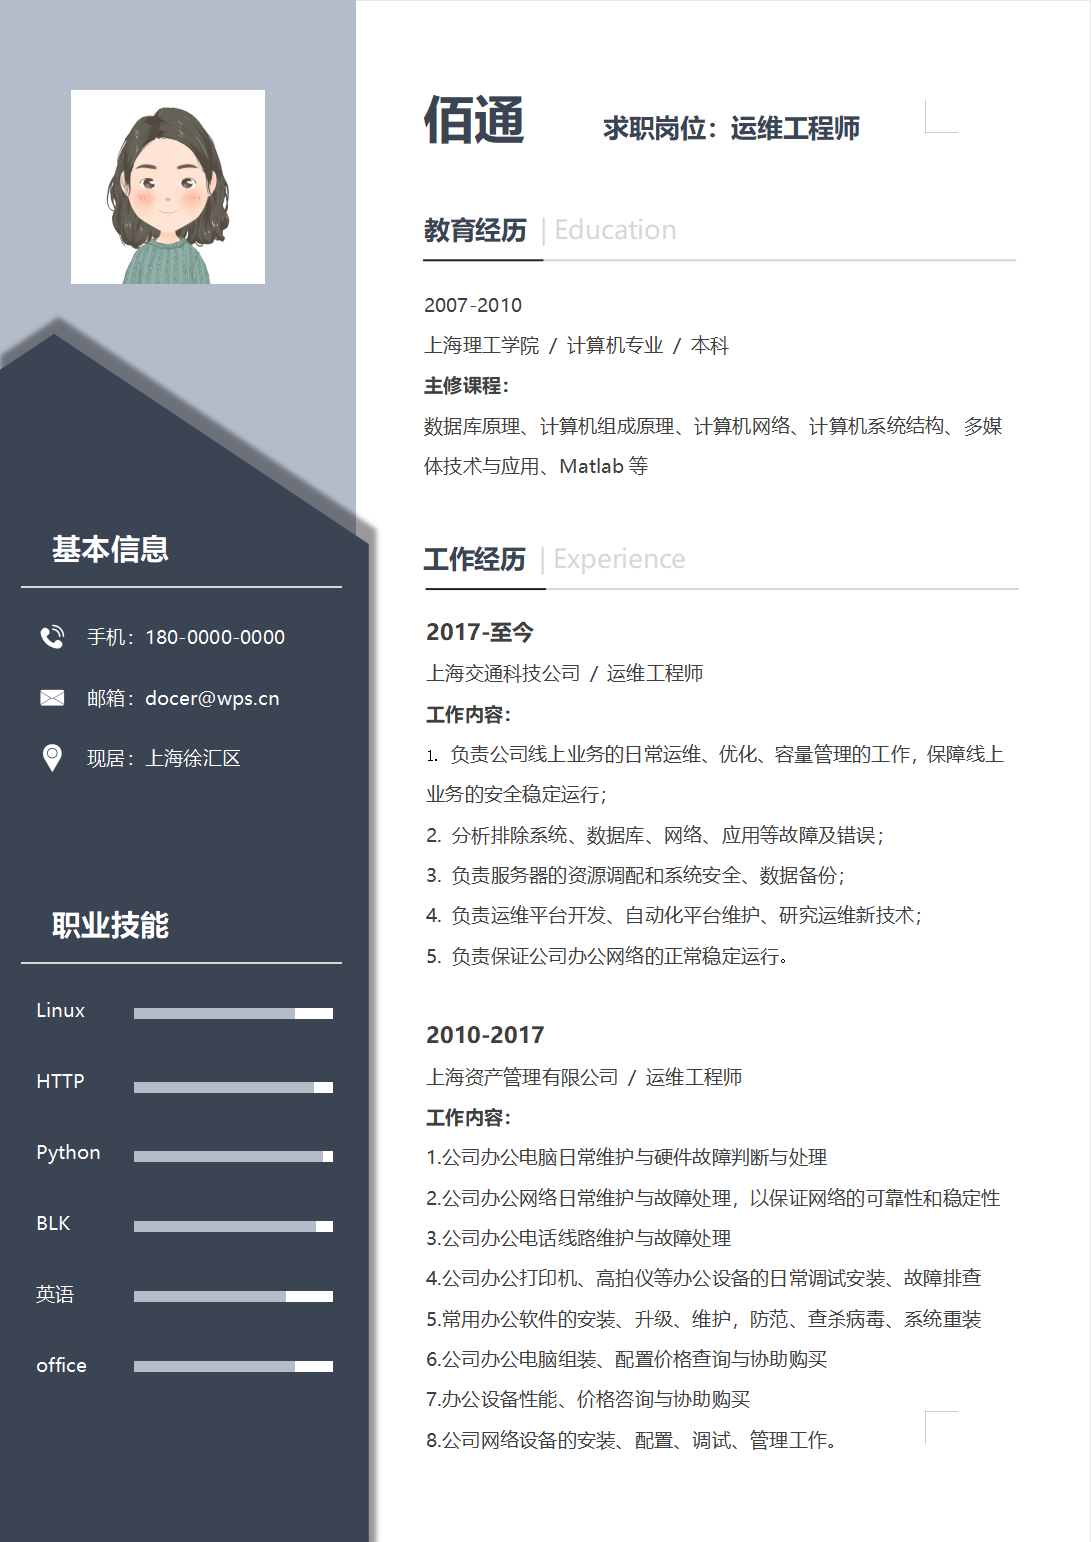 佰通
求职岗位：运维工程师
教育经历 | Education
2007-2010
上海理工学院 / 计算机专业 / 本科
主修课程：
数据库原理、计算机组成原理、计算机网络、计算机系统结构、多媒
体技术与应用、Matlab 等
工作经历 | Experience
2017-至今
上海交通科技公司 / 运维工程师
工作内容：
1. 负责公司线上业务的日常运维、优化、容量管理的工作，保障线上
业务的安全稳定运行；
2. 分析排除系统、数据库、网络、应用等故障及错误；
3. 负责服务器的资源调配和系统安全、数据备份；
4. 负责运维平台开发、自动化平台维护、研究运维新技术；
5. 负责保证公司办公网络的正常稳定运行。
2010-2017
上海资产管理有限公司 / 运维工程师
工作内容：
1.公司办公电脑日常维护与硬件故障判断与处理
2.公司办公网络日常维护与故障处理，以保证网络的可靠性和稳定性
3.公司办公电话线路维护与故障处理
4.公司办公打印机、高拍仪等办公设备的日常调试安装、故障排查
5.常用办公软件的安装、升级、维护，防范、查杀病毒、系统重装
6.公司办公电脑组装、配置价格查询与协助购买
7.办公设备性能、价格咨询与协助购买
8.公司网络设备的安装、配置、调试、管理工作。
基本信息
手机：180-0000-0000
邮箱：docer@wps.cn
现居：上海徐汇区
职业技能
Linux
HTTP
Python
BLK
英语
office